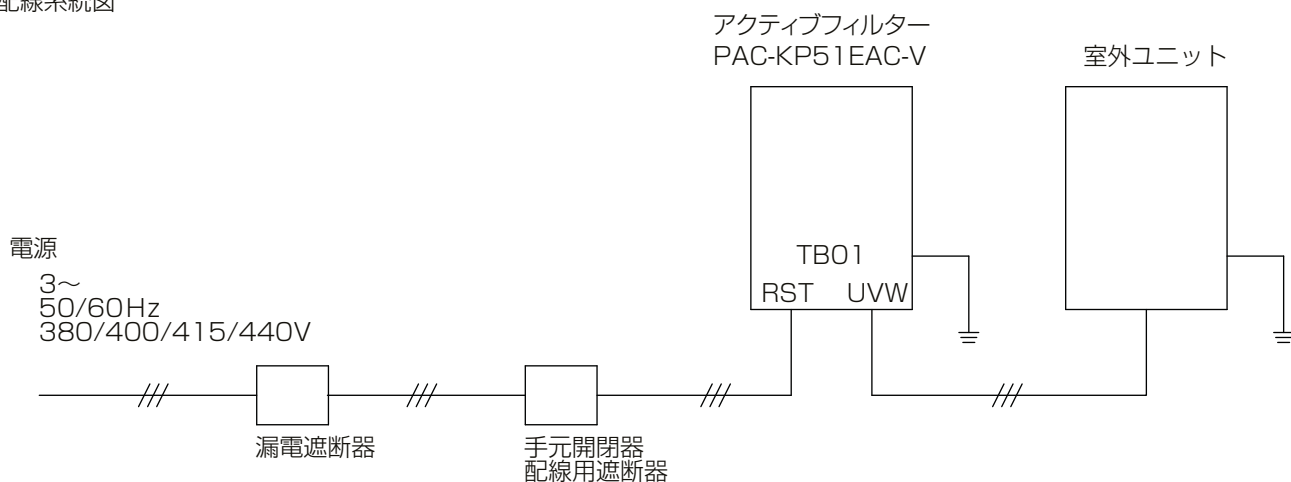 配線系統図
アクティブフィルター
PAC-KP51EAC-V
室外ユニット
電源
3～
50/60Hz
380/400/415/440V
TB01
RST UVW
漏電遮断器
手元開閉器
配線用遮断器